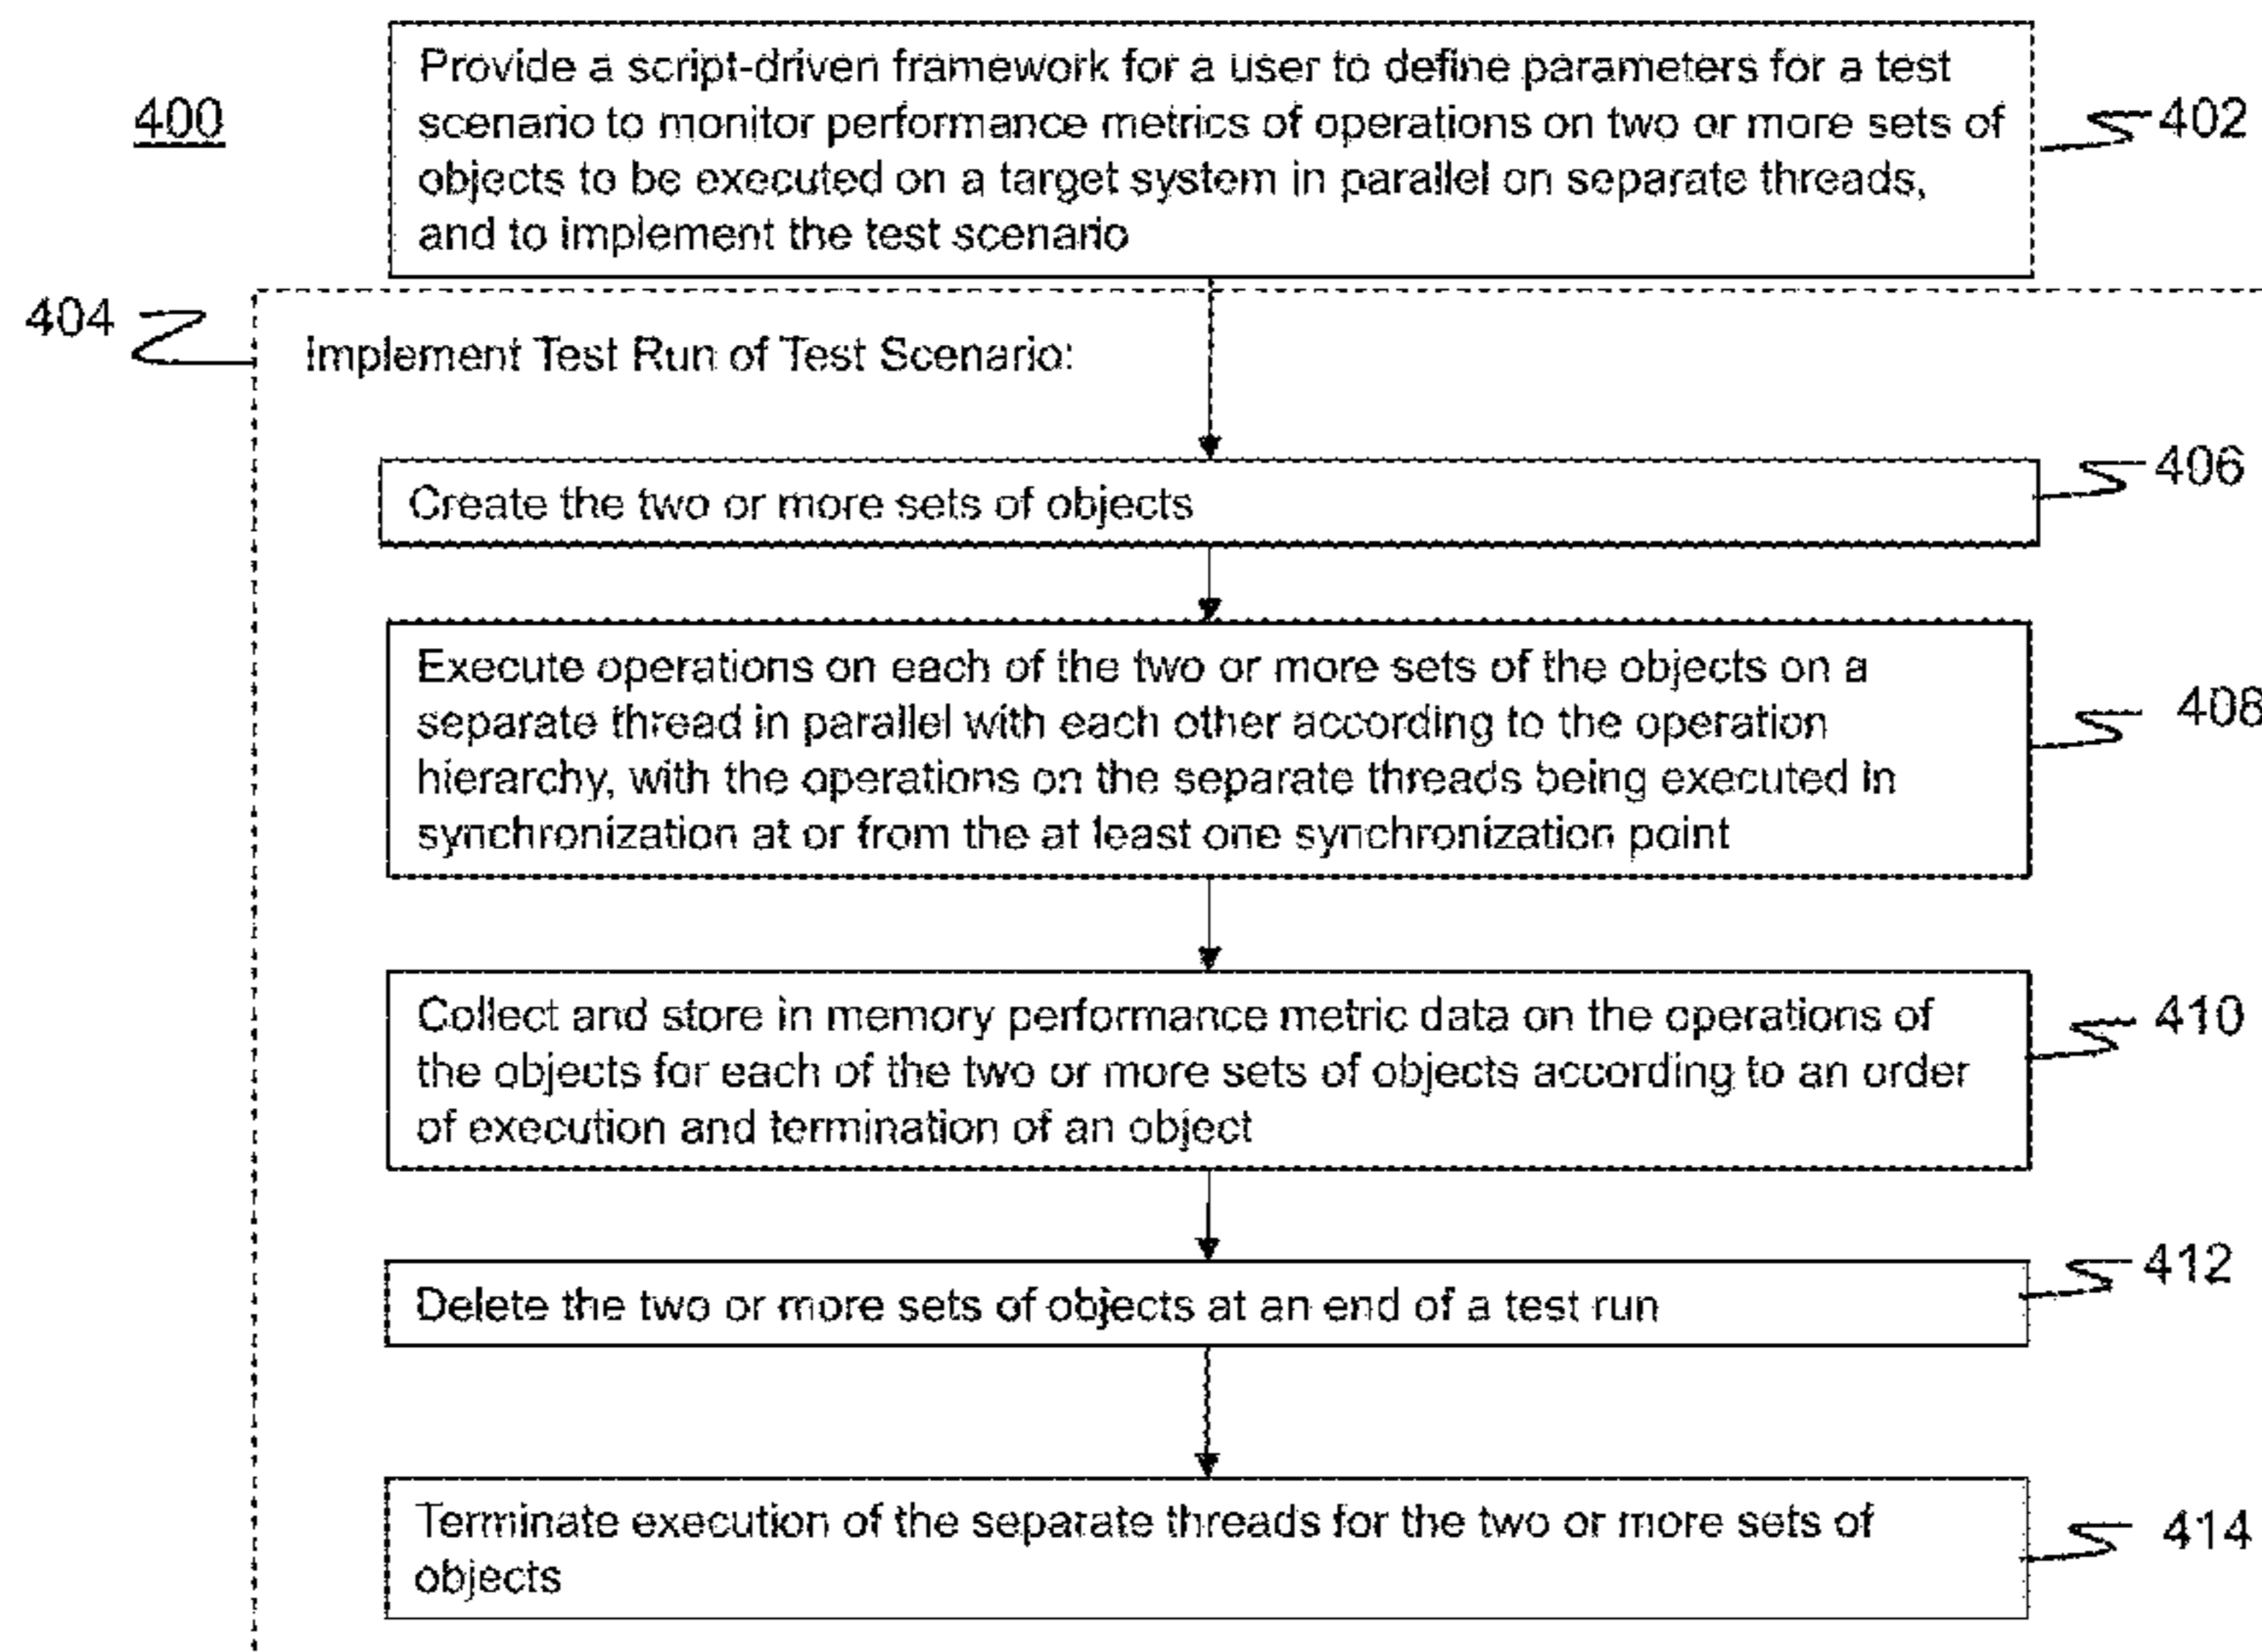 400
Provide a script-driven framework for a user to define parameters for a test
scenario to monitor performance metrics of operations on two or more sets of
objects to be executed on a target system in parallel on separate threads,
and to implement the test scenario
402
404
Implement Test Run of Test Scenario:
Create the two or more sets of objects
406
Execute operations on each of the two or more sets of the objects on a
separate thread in parallel with each other according to the operation
hierarchy, with the operations on the separate threads being executed in
synchronization at or from the at least one synchronization point
408
Collect and store in memory performance metric data on the operations of
the objects for each of the two or more sets of objects according to an order
of execution and termination of an object
410
Delete the two or more sets of objects at an end of a test run
412
Terminate execution of the separate threads for the two or more sets of
objects
414